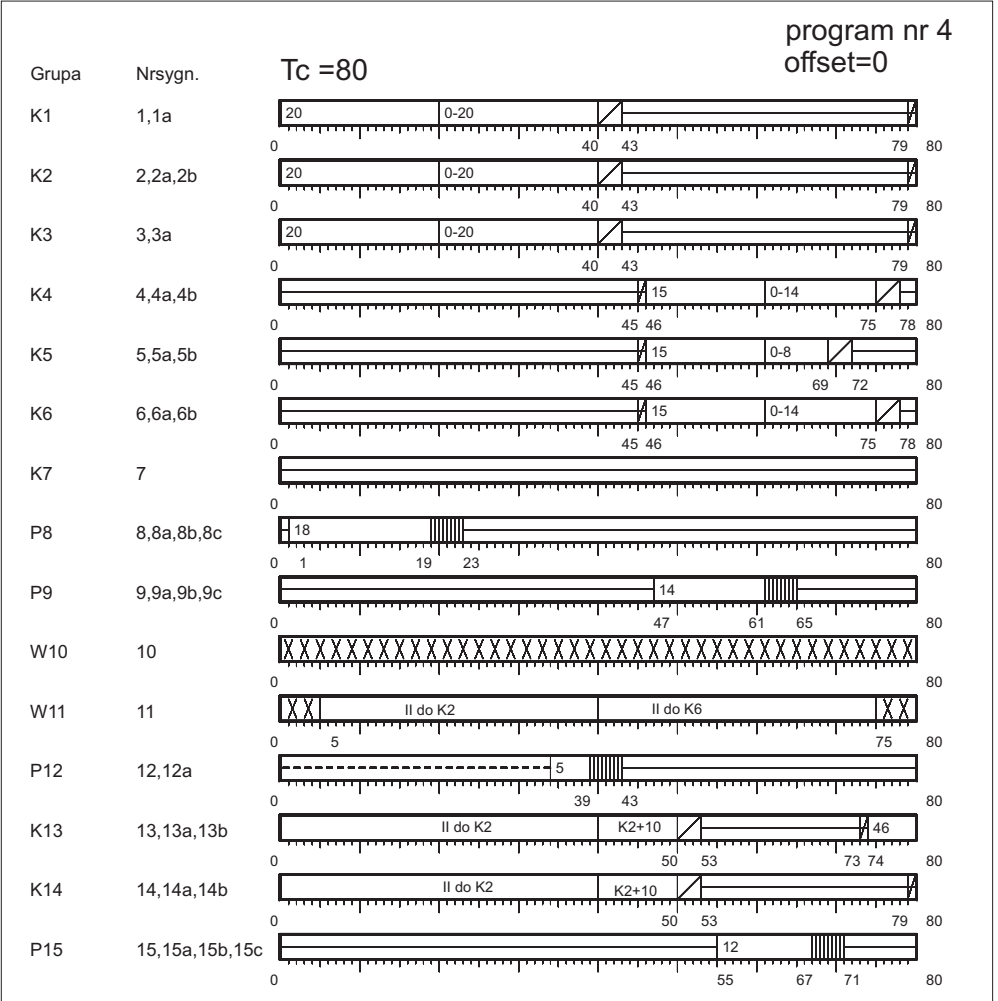 program nr 4
offset=0
Grupa Nrsygn. Tc =80
K1 1,1a 20 0-20
0 40 43 79 80
K2 2,2a,2b 20 0-20
0 40 43 79 80
K3 3,3a 20 0-20
0 40 43 79 80
K4 4,4a,4b 15 0-14
0 45 46 75 78 80
K5 5,5a,5b 15 0-8
0 45 46 69 72 80
K6 6,6a,6b 15 0-14
0 45 46 75 78 80
K7 7
0 80
P8 8,8a,8b,8c 18
0 1 19 23 80
P9 9,9a,9b,9c 14
0 47 61 65 80
W10 10
0 80
W11 11 II do K2 II do K6
0 5 75 80
P12 12,12a 5
0 39 43 80
K13 13,13a,13b II do K2 K2+10 46
0 50 53 73 74 80
K14 14,14a,14b II do K2 K2+10
0 50 53 79 80
P15 15,15a,15b,15c 12
0 55 67 71 80